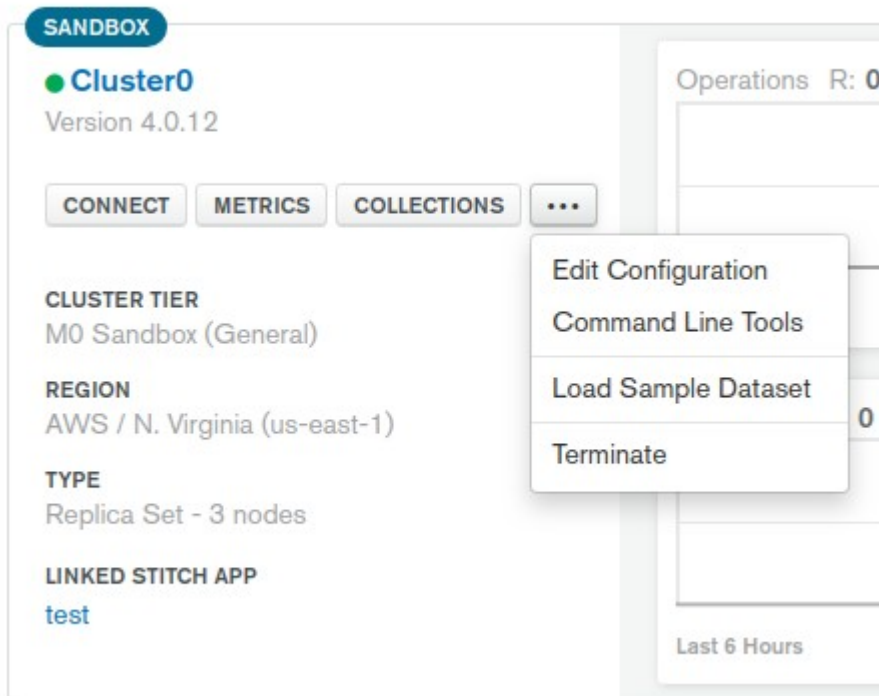 SANDBOX
Cluster0
Version 4.0.12
CONNECT METRICS COLLECTIONS •••
Edit Configuration
Command Line Tools
Load Sample Dataset
Terminate
CLUSTER TIER
M0 Sandbox (General)
REGION
AWS / N. Virginia (us-east-1)
TYPE
Replica Set - 3 nodes
LINKED STITCH APP
test
Operations R: 0
0
Last 6 Hours